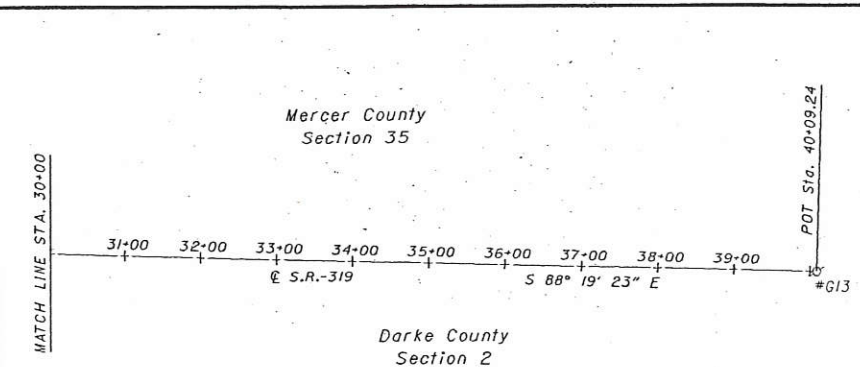 Mercer County
Section 35
MATCH LINE STA. 30+00
POT Sta. 40+09.24
31+00 32+00 33+00 34+00 35+00 36+00 37+00 38+00 39+00
℄ S.R.-319
S 88° 19' 23" E
#G13
Darke County
Section 2